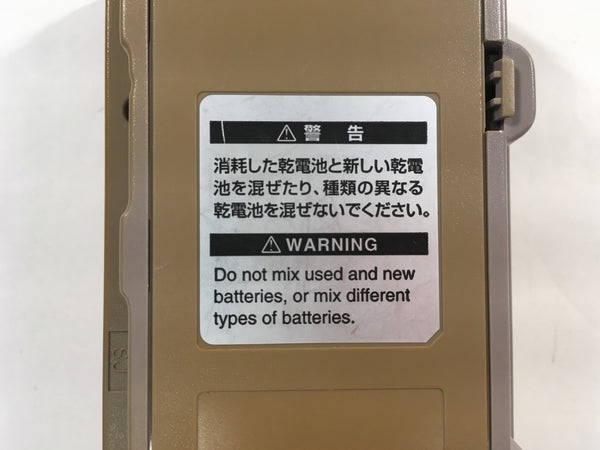 ⚠ 警 告
消耗した乾電池と新しい乾電
池を混ぜたり、種類の異なる
乾電池を混ぜないでください。
⚠ WARNING
Do not mix used and new
batteries, or mix different
types of batteries.